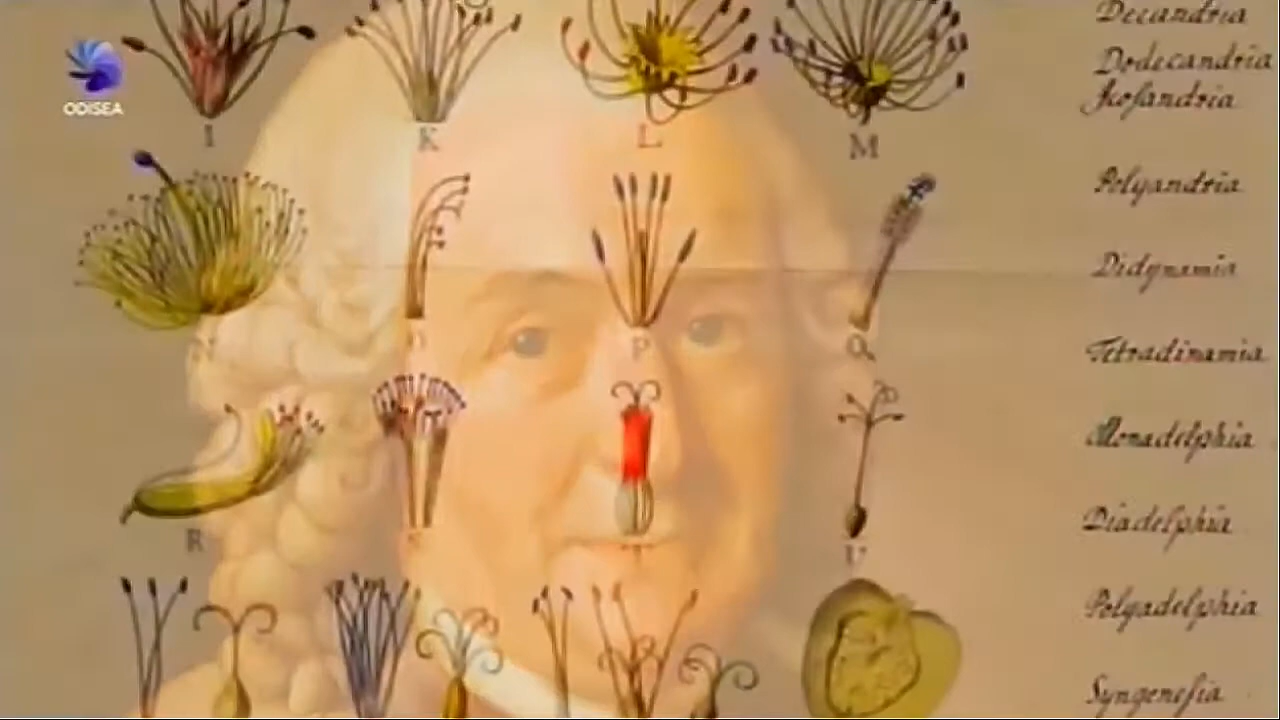 ODISEA
Decandria
Dodecandria
Icosandria
I K L M
Polyandria
Didynamia
P Q
Tetradinamia
Monadelphia
R U
Diadelphia
Polyadelphia
Syngenesia